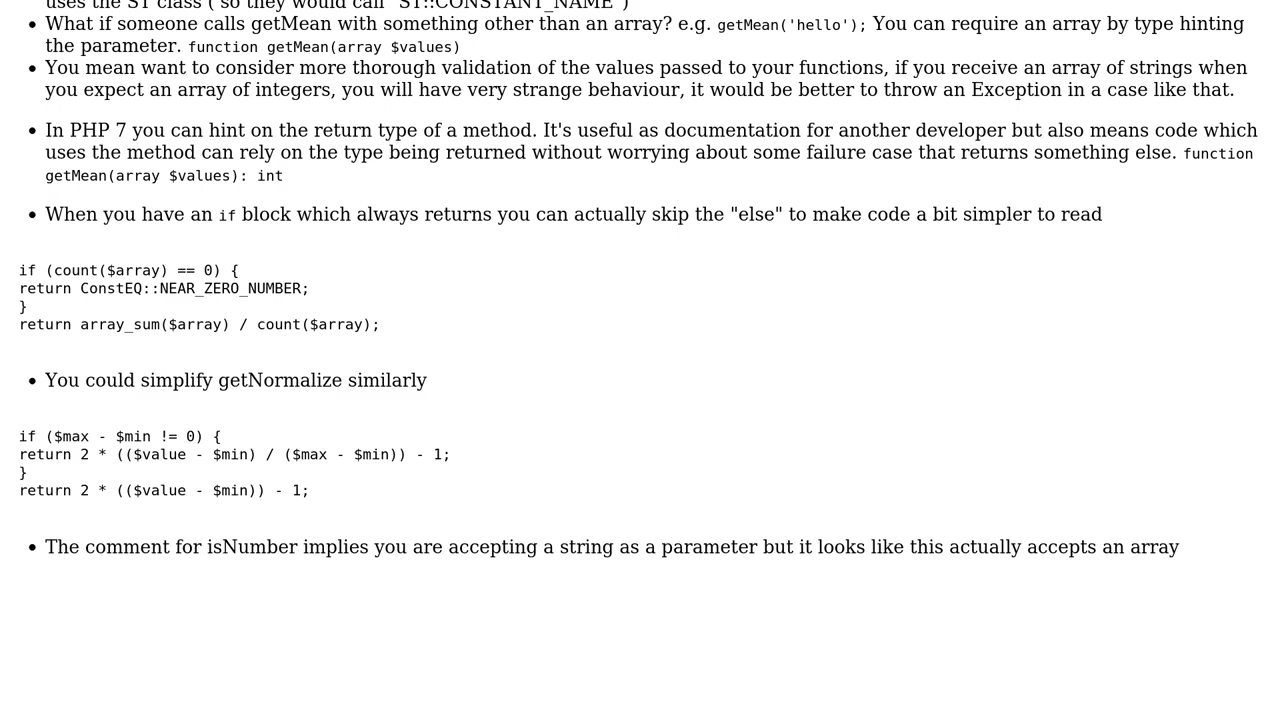 uses the ST class ( so they would call "ST::CONSTANT_NAME")
What if someone calls getMean with something other than an array? e.g. getMean('hello'); You can require an array by type hinting
the parameter. function getMean(array $values)
You mean want to consider more thorough validation of the values passed to your functions, if you receive an array of strings when
you expect an array of integers, you will have very strange behaviour, it would be better to throw an Exception in a case like that.
In PHP 7 you can hint on the return type of a method. It's useful as documentation for another developer but also means code which
uses the method can rely on the type being returned without worrying about some failure case that returns something else. function
getMean(array $values): int
When you have an if block which always returns you can actually skip the "else" to make code a bit simpler to read
if (count($array) == 0) {
return ConstEQ::NEAR_ZERO_NUMBER;
}
return array_sum($array) / count($array);
You could simplify getNormalize similarly
if ($max - $min != 0) {
return 2 * (($value - $min) / ($max - $min)) - 1;
}
return 2 * (($value - $min)) - 1;
The comment for isNumber implies you are accepting a string as a parameter but it looks like this actually accepts an array